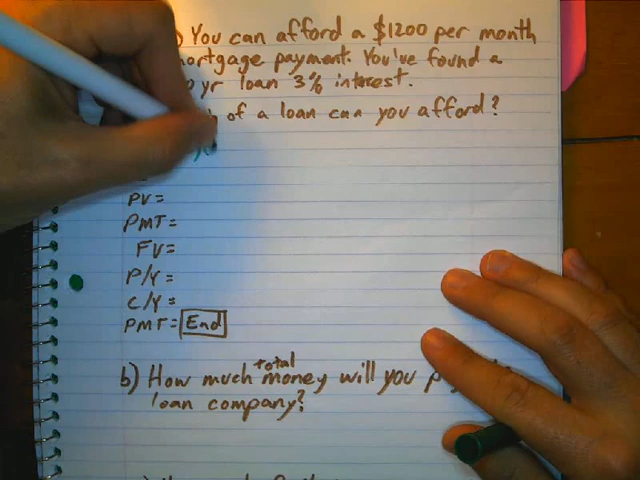 ) You can afford a $1200 per month
mortgage payment. You've found a
yr loan 3% interest.
of a loan can you afford?
PV=
PMT=
FV=
P/Y=
C/Y=
PMT= End
b) How much total money will you
loan company?